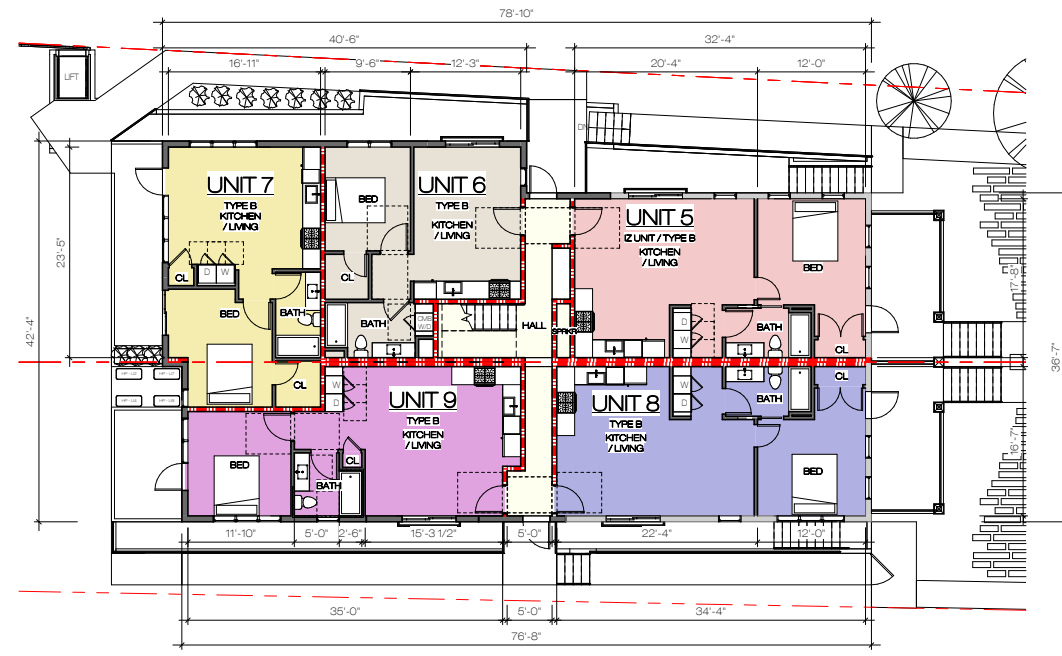 78'-10"
40'-6"
32'-4"
16'-11"
9'-6"
12'-3"
20'-4"
12'-0"
LIFT
DN
UNIT 7
TYPE B
KITCHEN
/ LIVING
BED
UNIT 6
TYPE B
KITCHEN
/ LIVING
UNIT 5
IZ UNIT / TYPE B
KITCHEN
/ LIVING
BED
23'-5"
42'-4"
17'-8"
36'-7"
16'-7"
CL
D
W
CL
BED
BATH
BATH
CMB
W/D
HALL
SPRKR
D
W
BATH
CL
CL
W
D
UNIT 9
TYPE B
KITCHEN
/ LIVING
UNIT 8
TYPE B
KITCHEN
/ LIVING
W
D
BATH
CL
BED
CL
BATH
BED
11'-10"
5'-0"
2'-6"
15'-3 1/2"
5'-0"
22'-4"
12'-0"
35'-0"
5'-0"
34'-4"
76'-8"